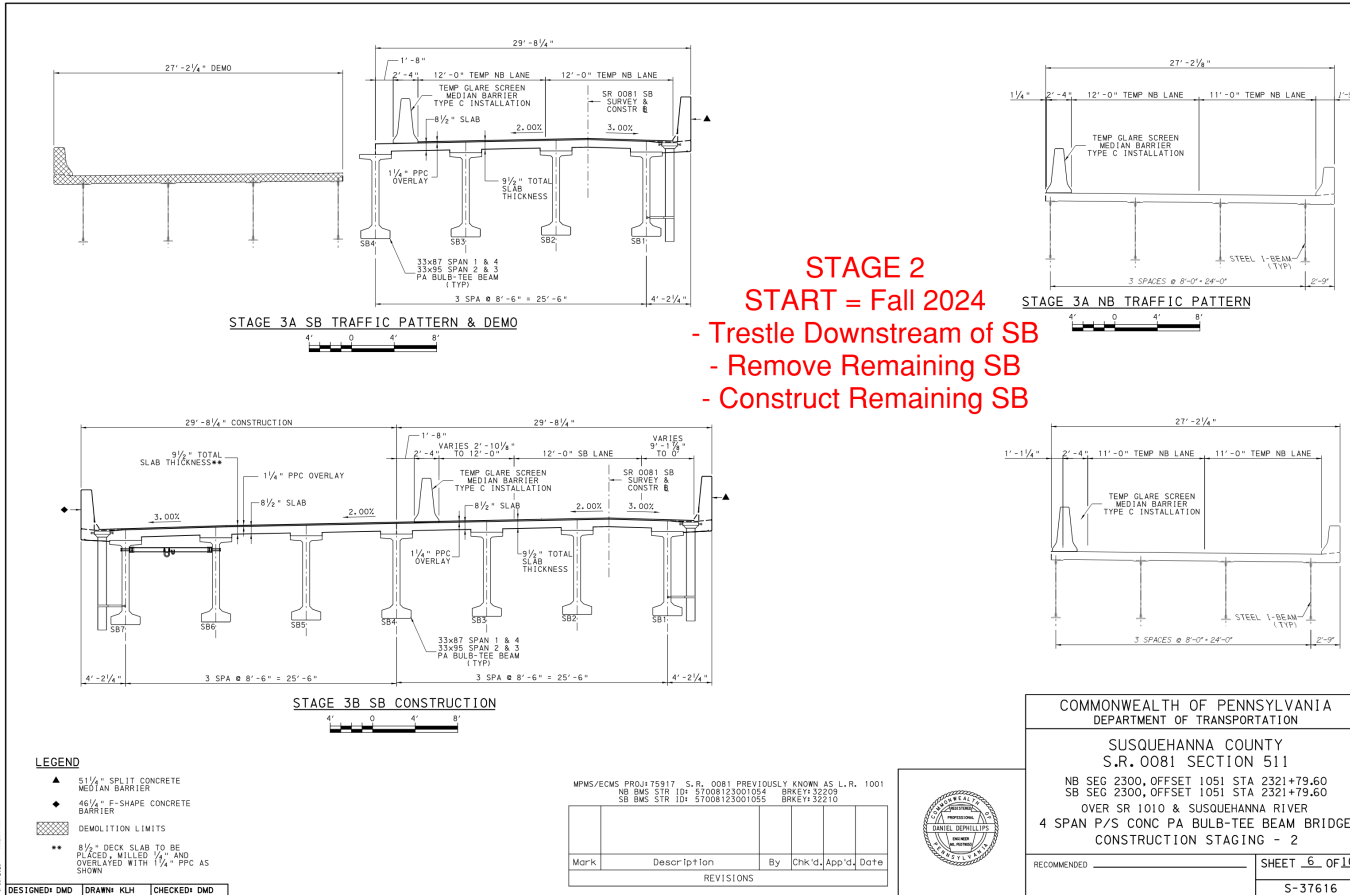 27'-2¼" DEMO
29'-8¼"
1'-8"
2'-4"
12'-0" TEMP NB LANE
12'-0" TEMP NB LANE
TEMP GLARE SCREEN
MEDIAN BARRIER
TYPE C INSTALLATION
SR 0081 SB
SURVEY &
CONSTR ℄
8½" SLAB
2.00%
3.00%
1¼" PPC
OVERLAY
9½" TOTAL
SLAB
THICKNESS
SB4
SB3
SB2
SB1
33x87 SPAN 1 & 4
33x95 SPAN 2 & 3
PA BULB-TEE BEAM
(TYP)
3 SPA @ 8'-6" = 25'-6"
4'-2¼"
STAGE 3A SB TRAFFIC PATTERN & DEMO
4' 0 4' 8'
STAGE 2
START = Fall 2024
- Trestle Downstream of SB
- Remove Remaining SB
- Construct Remaining SB
27'-2⅛"
1¼"
2'-4"
12'-0" TEMP NB LANE
11'-0" TEMP NB LANE
TEMP GLARE SCREEN
MEDIAN BARRIER
TYPE C INSTALLATION
STEEL I-BEAM
(TYP)
3 SPACES @ 8'-0"= 24'-0"
2'-9"
STAGE 3A NB TRAFFIC PATTERN
4' 0 4' 8'
29'-8¼" CONSTRUCTION
29'-8¼"
9½" TOTAL
SLAB THICKNESS**
1¼" PPC OVERLAY
8½" SLAB
3.00%
2.00%
1'-8"
2'-4"
VARIES 2'-10⅛"
TO 12'-0"
12'-0" SB LANE
VARIES
9'-1⅞"
TO 0"
TEMP GLARE SCREEN
MEDIAN BARRIER
TYPE C INSTALLATION
SR 0081 SB
SURVEY &
CONSTR ℄
8½" SLAB
2.00%
3.00%
1¼" PPC
OVERLAY
9½" TOTAL
SLAB
THICKNESS
SB7
SB6
SB5
SB4
SB3
SB2
SB1
33x87 SPAN 1 & 4
33x95 SPAN 2 & 3
PA BULB-TEE BEAM
(TYP)
4'-2¼"
3 SPA @ 8'-6" = 25'-6"
3 SPA @ 8'-6" = 25'-6"
4'-2¼"
STAGE 3B SB CONSTRUCTION
4' 0 4' 8'
27'-2¼"
1'-1¼"
2'-4"
11'-0" TEMP NB LANE
11'-0" TEMP NB LANE
TEMP GLARE SCREEN
MEDIAN BARRIER
TYPE C INSTALLATION
STEEL I-BEAM
(TYP)
3 SPACES @ 8'-0"= 24'-0"
2'-9"
LEGEND
51¼" SPLIT CONCRETE
MEDIAN BARRIER
46¼" F-SHAPE CONCRETE
BARRIER
DEMOLITION LIMITS
** 8½" DECK SLAB TO BE
PLACED, MILLED ¼" AND
OVERLAYED WITH 1¼" PPC AS
SHOWN
DESIGNED: DMD DRAWN: KLH CHECKED: DMD
MPMS/ECMS PROJ: 75917 S.R. 0081 PREVIOUSLY KNOWN AS L.R. 1001
NB BMS STR ID: 57008123001054 BRKEY: 32209
SB BMS STR ID: 57008123001055 BRKEY: 32210
Mark Description By Chk'd. App'd. Date
REVISIONS
COMMONWEALTH OF
PENNSYLVANIA
REGISTERED
PROFESSIONAL
DANIEL DEPHILLIPS
ENGINEER
COMMONWEALTH OF PENNSYLVANIA
DEPARTMENT OF TRANSPORTATION
SUSQUEHANNA COUNTY
S.R. 0081 SECTION 511
NB SEG 2300, OFFSET 1051 STA 2321+79.60
SB SEG 2300, OFFSET 1051 STA 2321+79.60
OVER SR 1010 & SUSQUEHANNA RIVER
4 SPAN P/S CONC PA BULB-TEE BEAM BRIDGE
CONSTRUCTION STAGING - 2
RECOMMENDED
SHEET 6 OF
S-37616